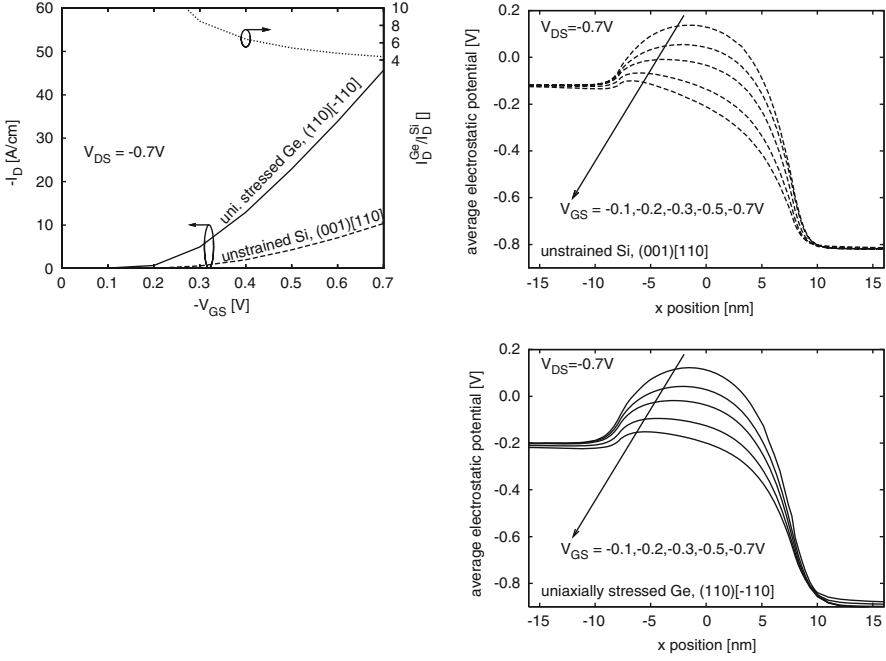 60
50
40
30
20
10
0
-I_D [A/cm]
10
8
6
4
I_D^Ge/I_D^Si []
V_DS = -0.7V
uni. stressed Ge, (110)[-110]
unstrained Si, (001)[110]
0 0.1 0.2 0.3 0.4 0.5 0.6 0.7
-V_GS [V]
0.2
0.0
-0.2
-0.4
-0.6
-0.8
average electrostatic potential [V]
V_DS=-0.7V
V_GS = -0.1,-0.2,-0.3,-0.5,-0.7V
unstrained Si, (001)[110]
-15 -10 -5 0 5 10 15
x position [nm]
0.2
0.0
-0.2
-0.4
-0.6
-0.8
average electrostatic potential [V]
V_DS=-0.7V
V_GS = -0.1,-0.2,-0.3,-0.5,-0.7V
uniaxially stressed Ge, (110)[-110]
-15 -10 -5 0 5 10 15
x position [nm]